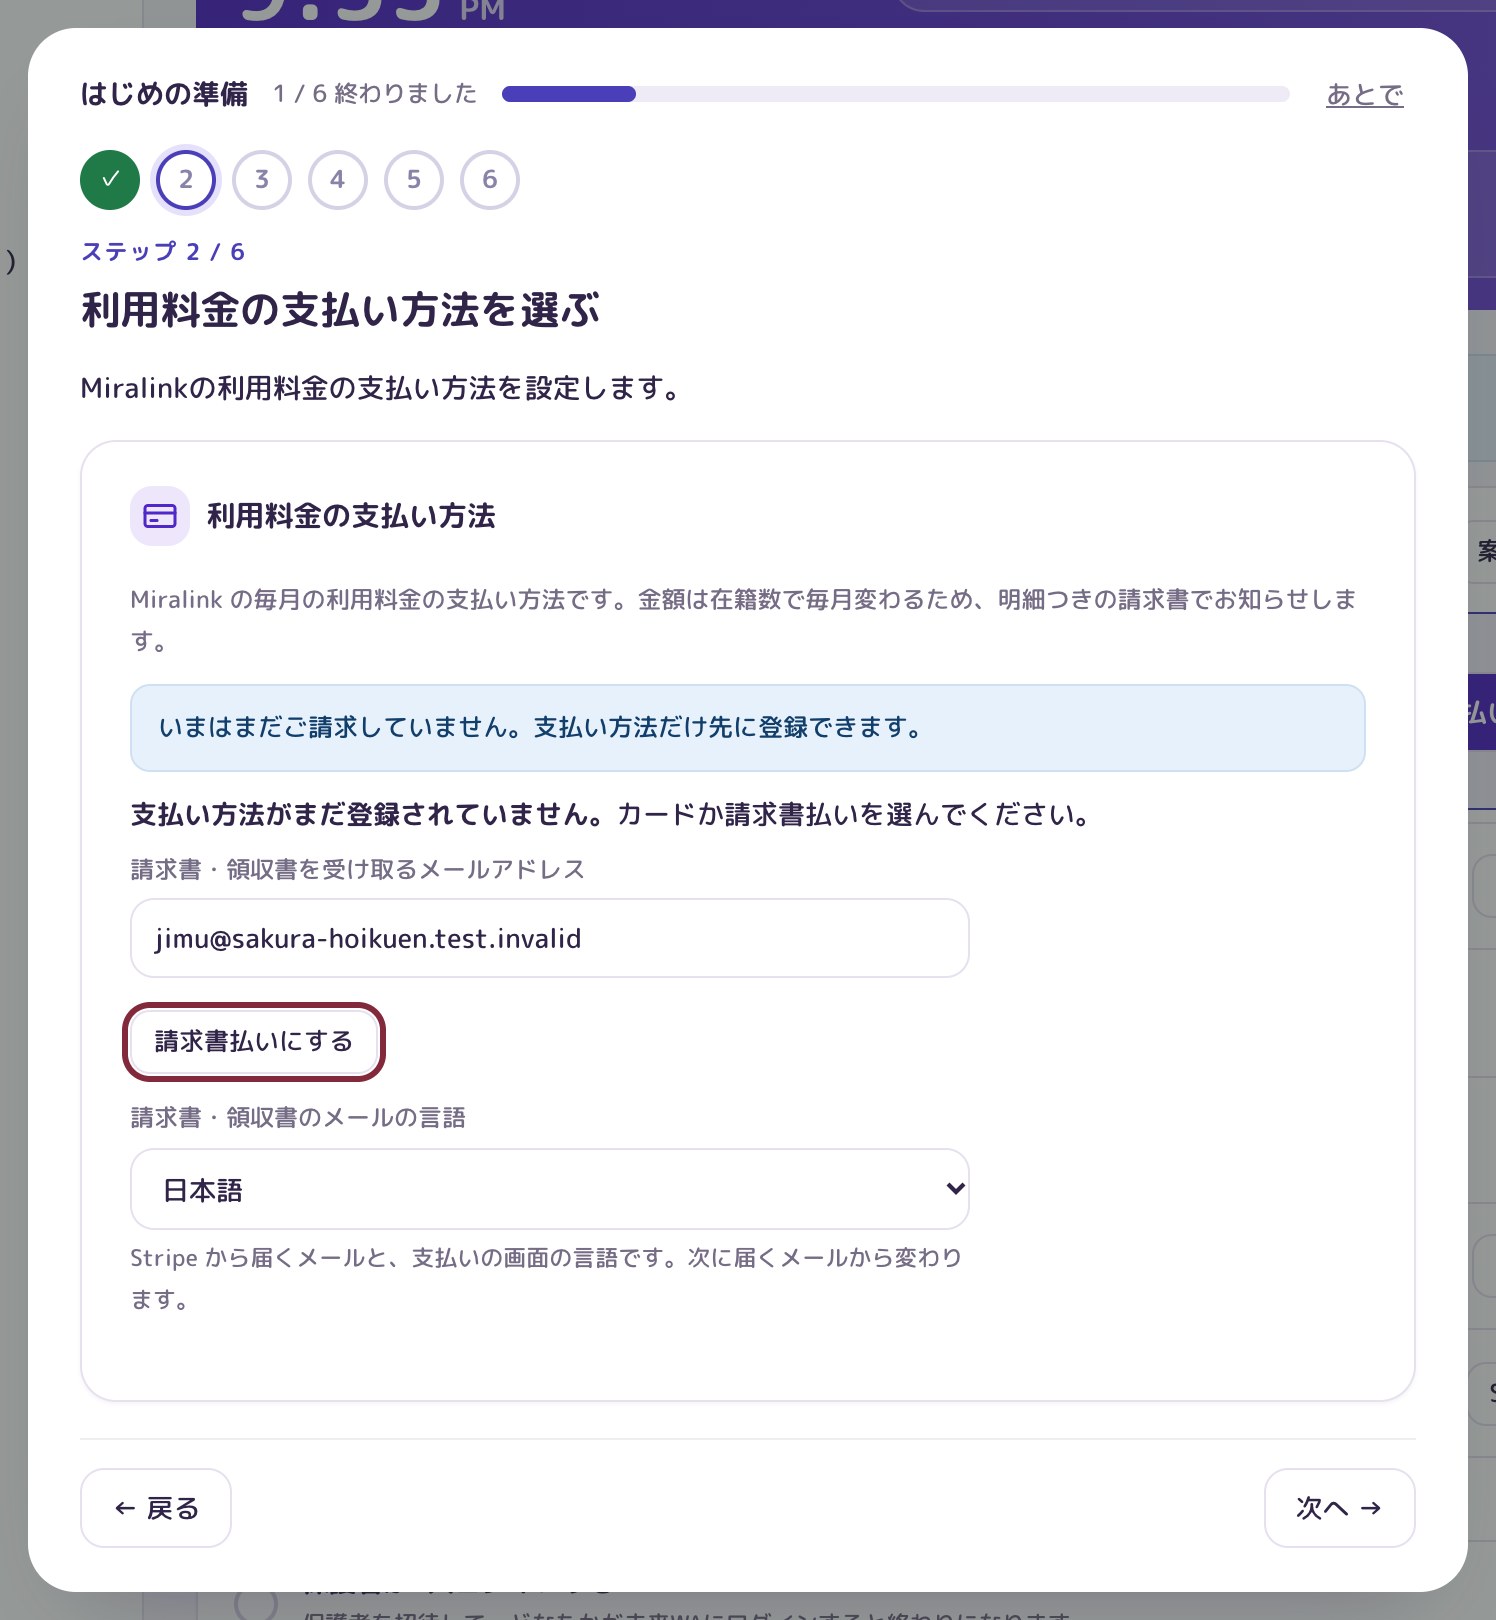 PM
はじめの準備 1 / 6 終わりました あとで
✓ 2 3 4 5 6
ステップ 2 / 6
)
利用料金の支払い方法を選ぶ
Miralinkの利用料金の支払い方法を設定します。
利用料金の支払い方法
案
Miralink の毎月の利用料金の支払い方法です。金額は在籍数で毎月変わるため、明細つきの請求書でお知らせしま
す。
いまはまだご請求していません。支払い方法だけ先に登録できます。
払い
支払い方法がまだ登録されていません。カードか請求書払いを選んでください。
請求書・領収書を受け取るメールアドレス
jimu@sakura-hoikuen.test.invalid
請求書払いにする
請求書・領収書のメールの言語
日本語
Stripe から届くメールと、支払いの画面の言語です。次に届くメールから変わり
ます。
← 戻る 次へ →